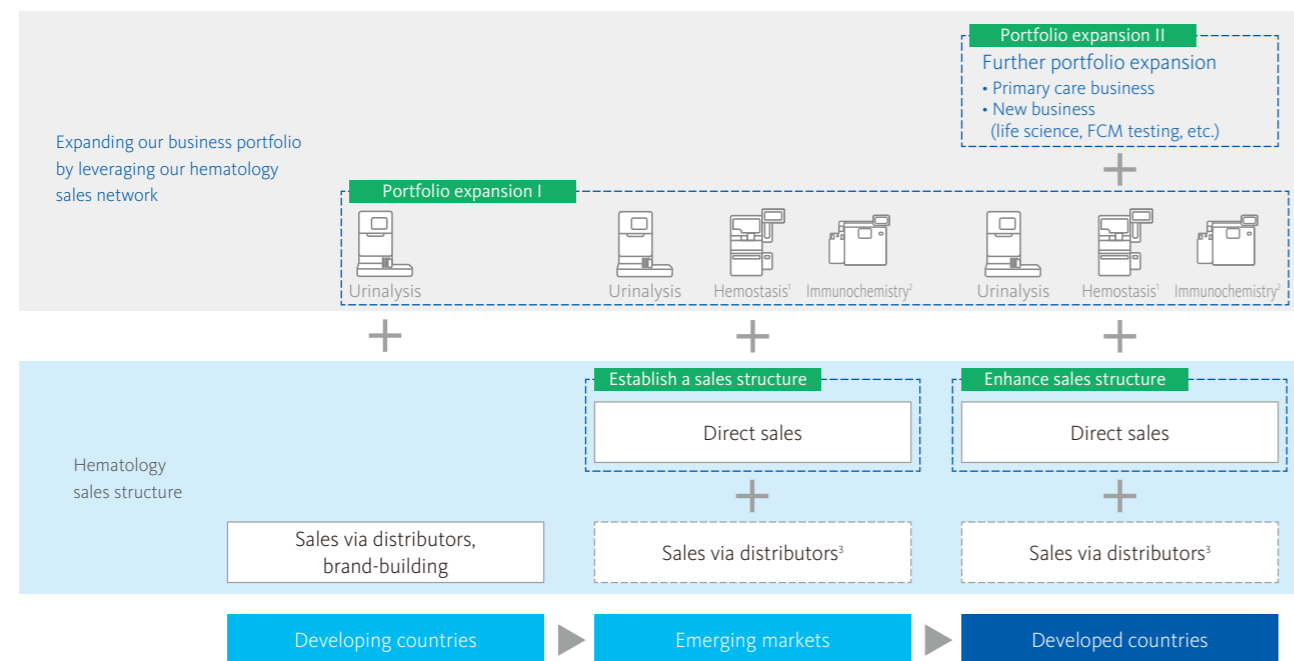 Portfolio expansion II
Further portfolio expansion
• Primary care business
• New business
(life science, FCM testing, etc.)
Expanding our business portfolio
by leveraging our hematology
sales network
Portfolio expansion I
Urinalysis
Urinalysis
Hemostasis¹
Immunochemistry²
Urinalysis
Hemostasis¹
Immunochemistry²
Establish a sales structure
Enhance sales structure
Direct sales
Direct sales
Hematology
sales structure
Sales via distributors,
brand-building
Sales via distributors³
Sales via distributors³
Developing countries
Emerging markets
Developed countries